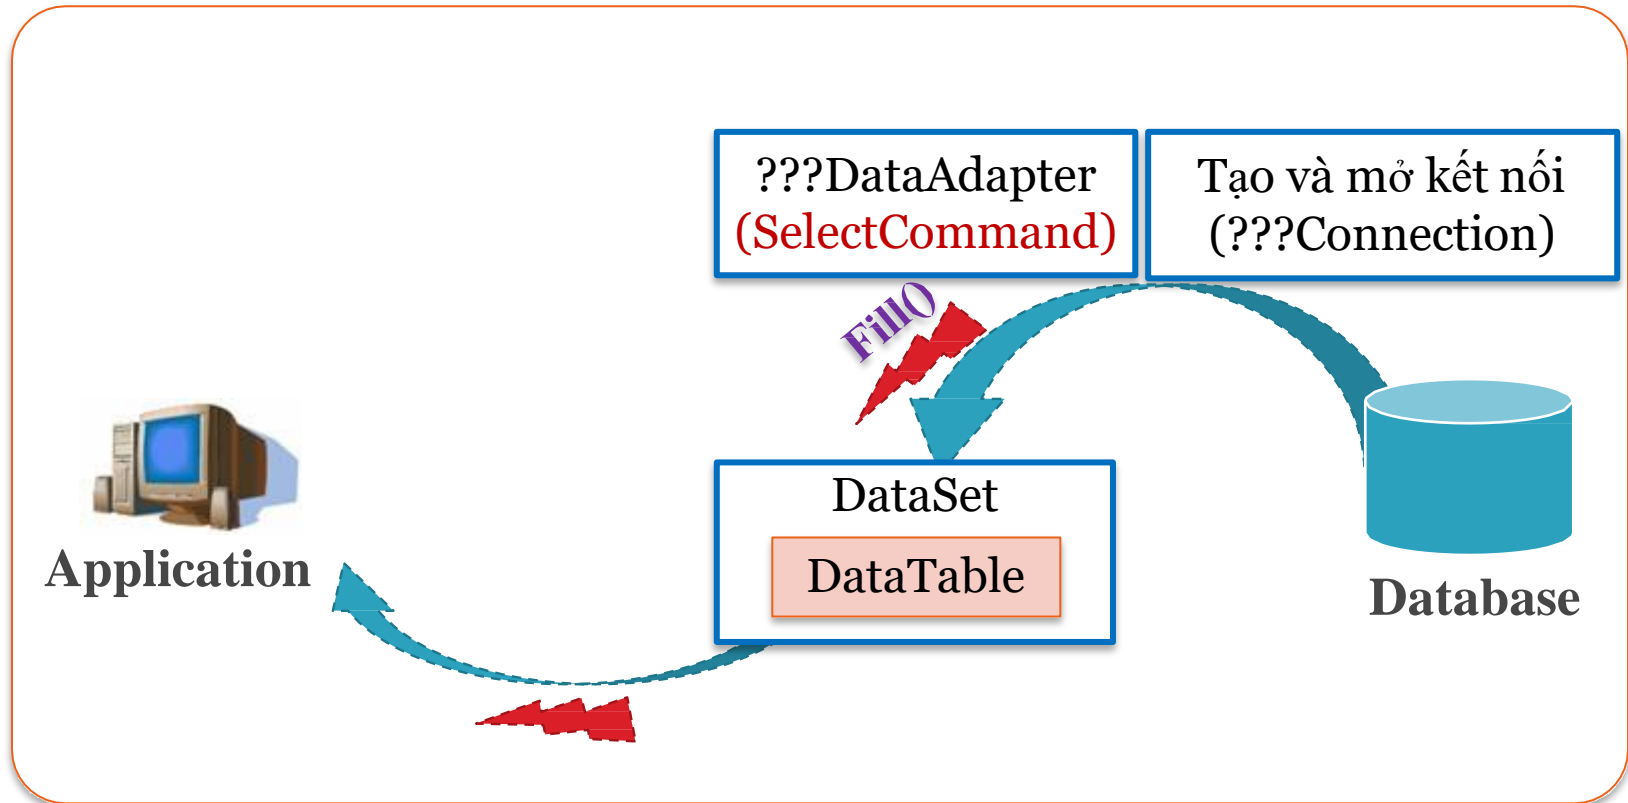 ???DataAdapter
(SelectCommand)
Tạo và mở kết nối
(???Connection)
Fill()
DataSet
DataTable
Application
Database